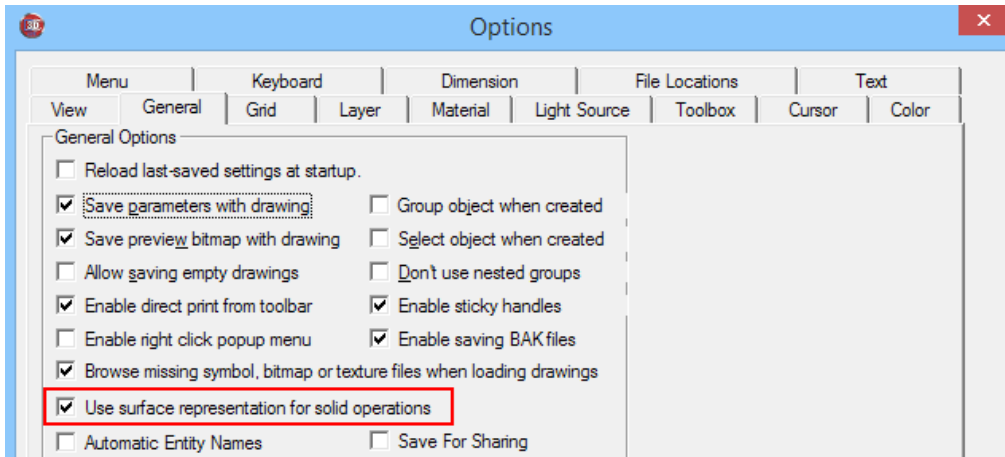 3D
Options
Menu Keyboard Dimension File Locations Text
View General Grid Layer Material Light Source Toolbox Cursor Color
General Options
Reload last-saved settings at startup.
Save parameters with drawing Group object when created
Save preview bitmap with drawing Select object when created
Allow saving empty drawings Don't use nested groups
Enable direct print from toolbar Enable sticky handles
Enable right click popup menu Enable saving BAK files
Browse missing symbol, bitmap or texture files when loading drawings
Use surface representation for solid operations
Automatic Entity Names Save For Sharing